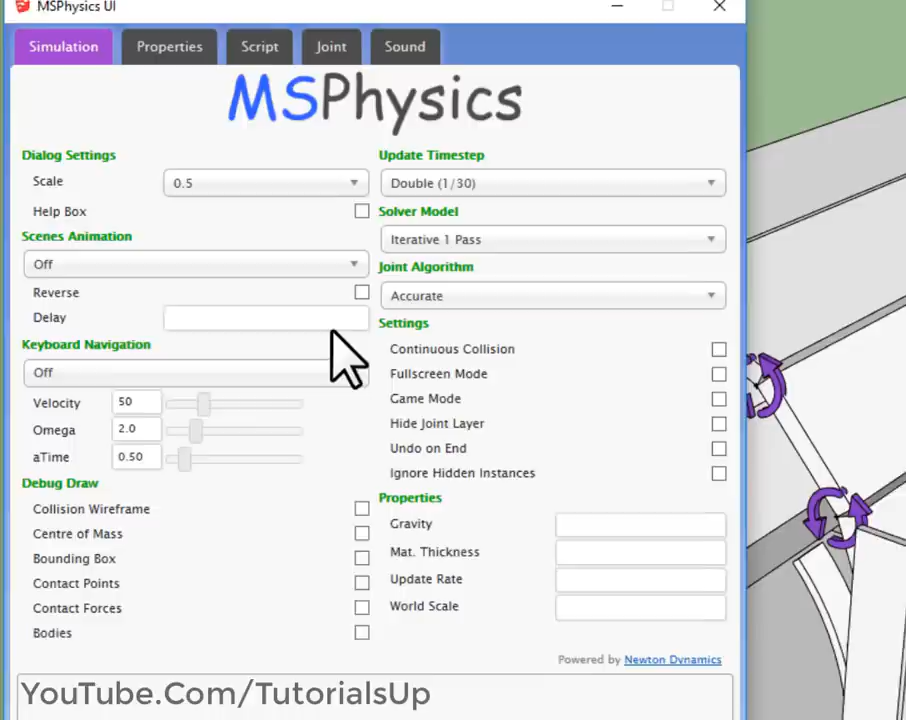 MSPhysics UI
Simulation
Properties
Script
Joint
Sound
MSPhysics
Dialog Settings
Scale
0.5
Help Box
Scenes Animation
Off
Reverse
Delay
Keyboard Navigation
Off
Velocity
50
Omega
2.0
aTime
0.50
Debug Draw
Collision Wireframe
Centre of Mass
Bounding Box
Contact Points
Contact Forces
Bodies
Update Timestep
Double (1/30)
Solver Model
Iterative 1 Pass
Joint Algorithm
Accurate
Settings
Continuous Collision
Fullscreen Mode
Game Mode
Hide Joint Layer
Undo on End
Ignore Hidden Instances
Properties
Gravity
Mat. Thickness
Update Rate
World Scale
Powered by Newton Dynamics
YouTube.Com/TutorialsUp